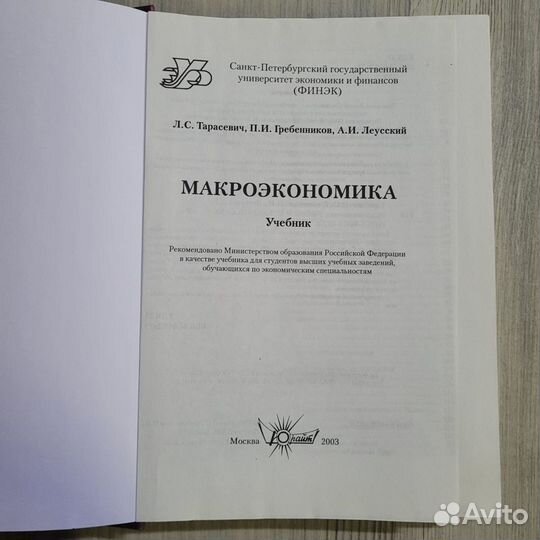 Санкт-Петербургский государственный
университет экономики и финансов
(ФИНЭК)
Л.С. Тарасевич, П.И. Гребенников, А.И. Леусский
МАКРОЭКОНОМИКА
Учебник
Рекомендовано Министерством образования Российской Федерации
в качестве учебника для студентов высших учебных заведений,
обучающихся по экономическим специальностям
Москва Юрайт 2003
Avito